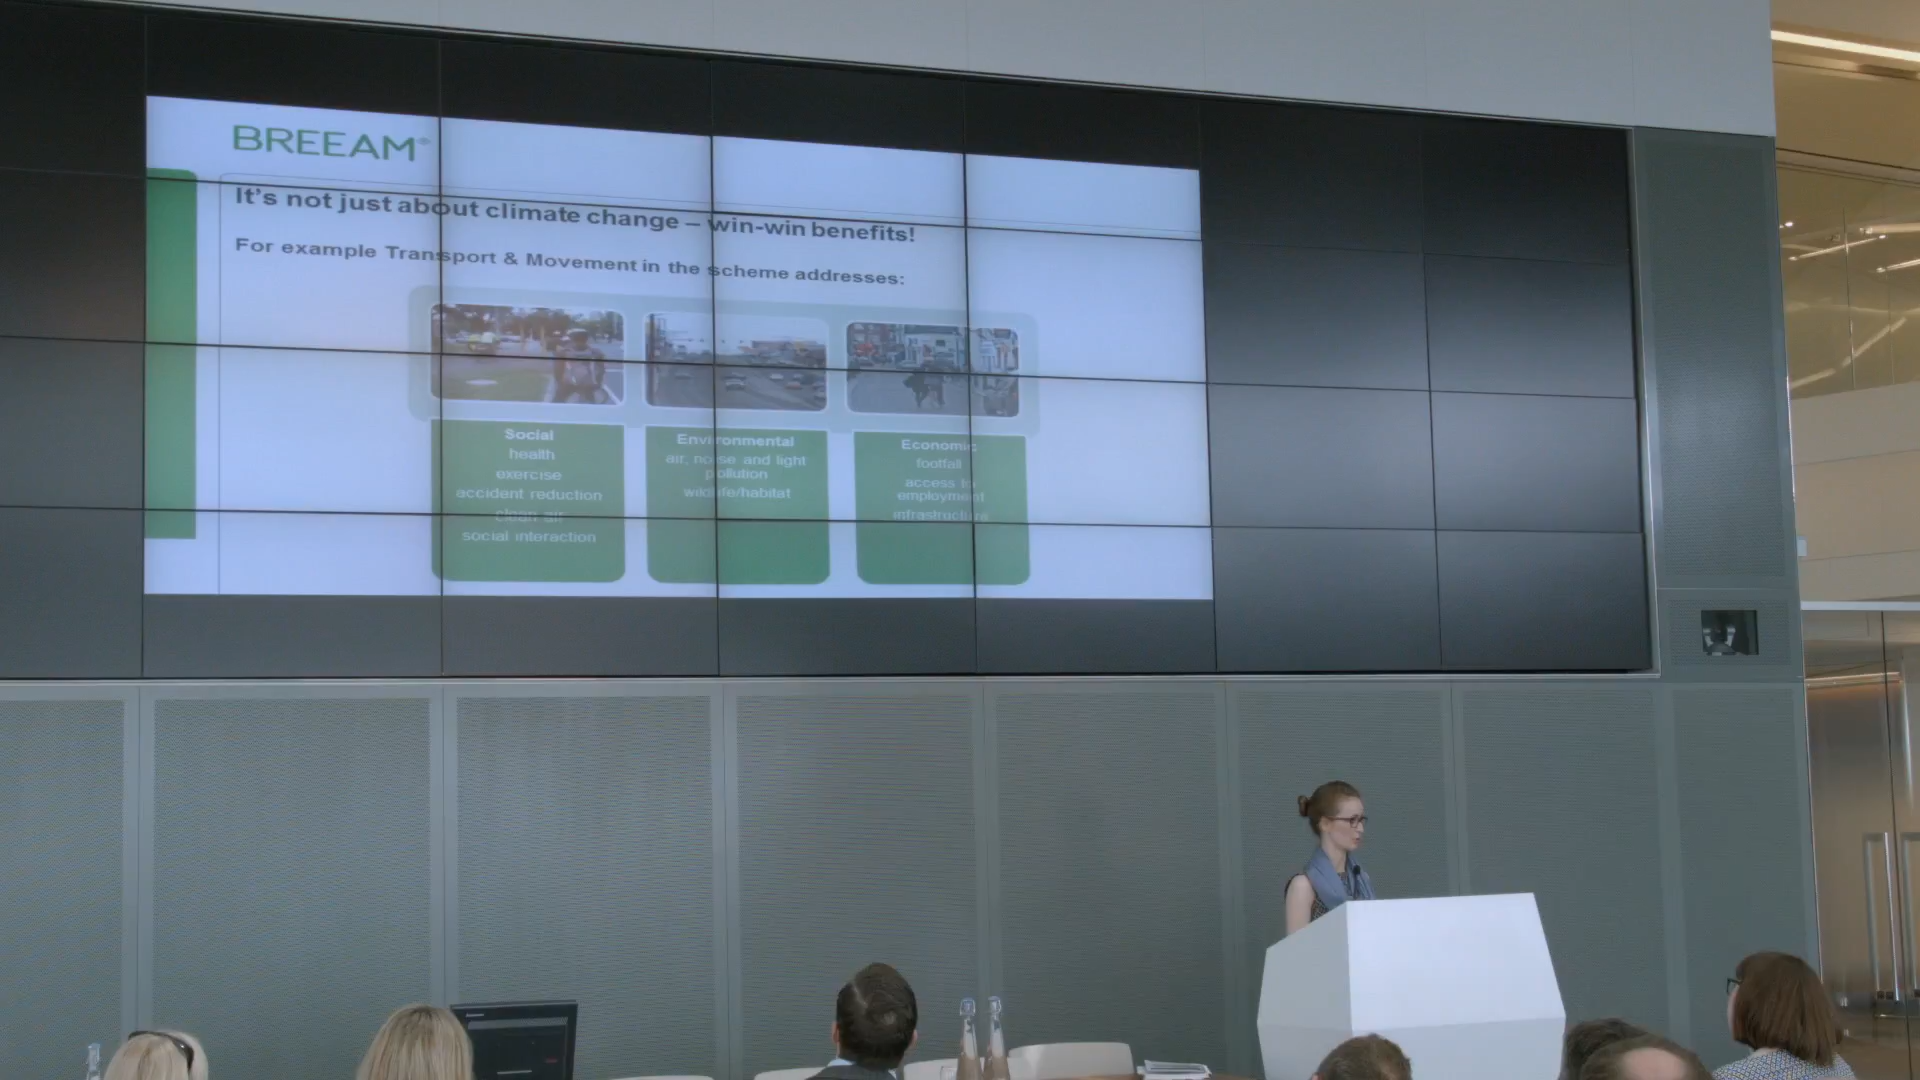 BREEAM®
It's not just about climate change – win-win benefits!
For example Transport & Movement in the scheme addresses:
Social
health
exercise
accident reduction
clean air
social interaction
Environmental
air, noise and light
pollution
wildlife/habitat
Economic
footfall
access to
employment
infrastructure